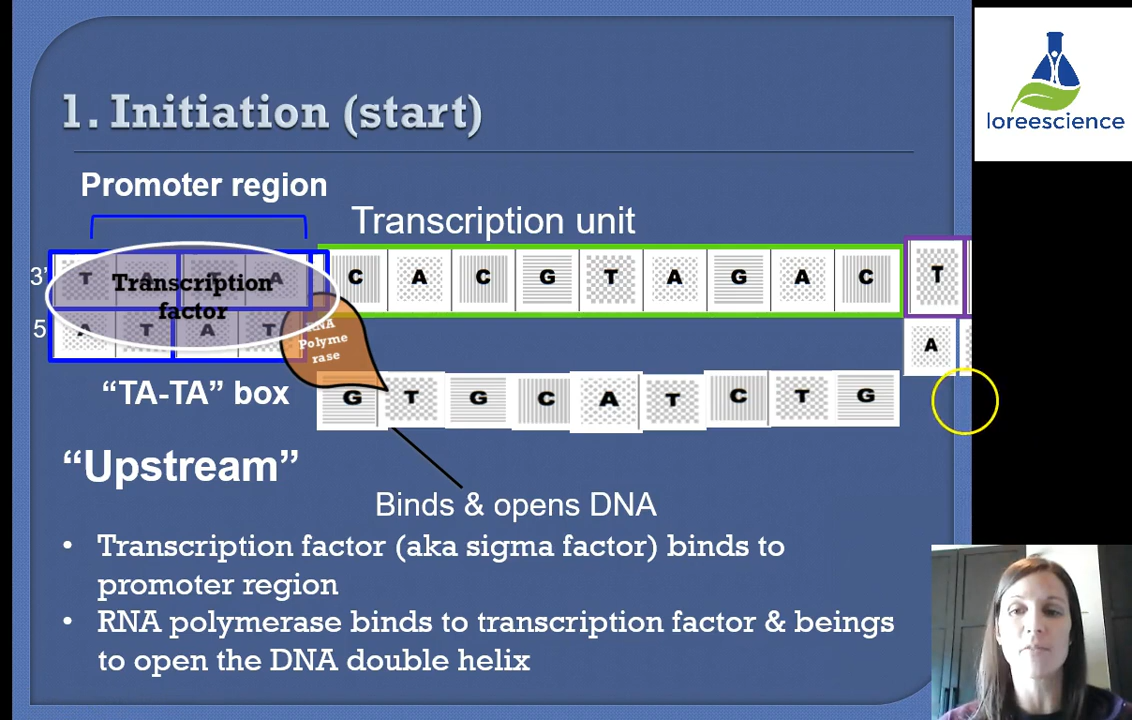 loreescience
1. Initiation (start)
Promoter region
Transcription unit
3’ T A T A C A C G T A G A C T
Transcription
factor
5 A T A T A
RNA
Polyme
rase
“TA-TA” box
G T G C A T C T G
“Upstream”
Binds & opens DNA
• Transcription factor (aka sigma factor) binds to
promoter region
• RNA polymerase binds to transcription factor & beings
to open the DNA double helix